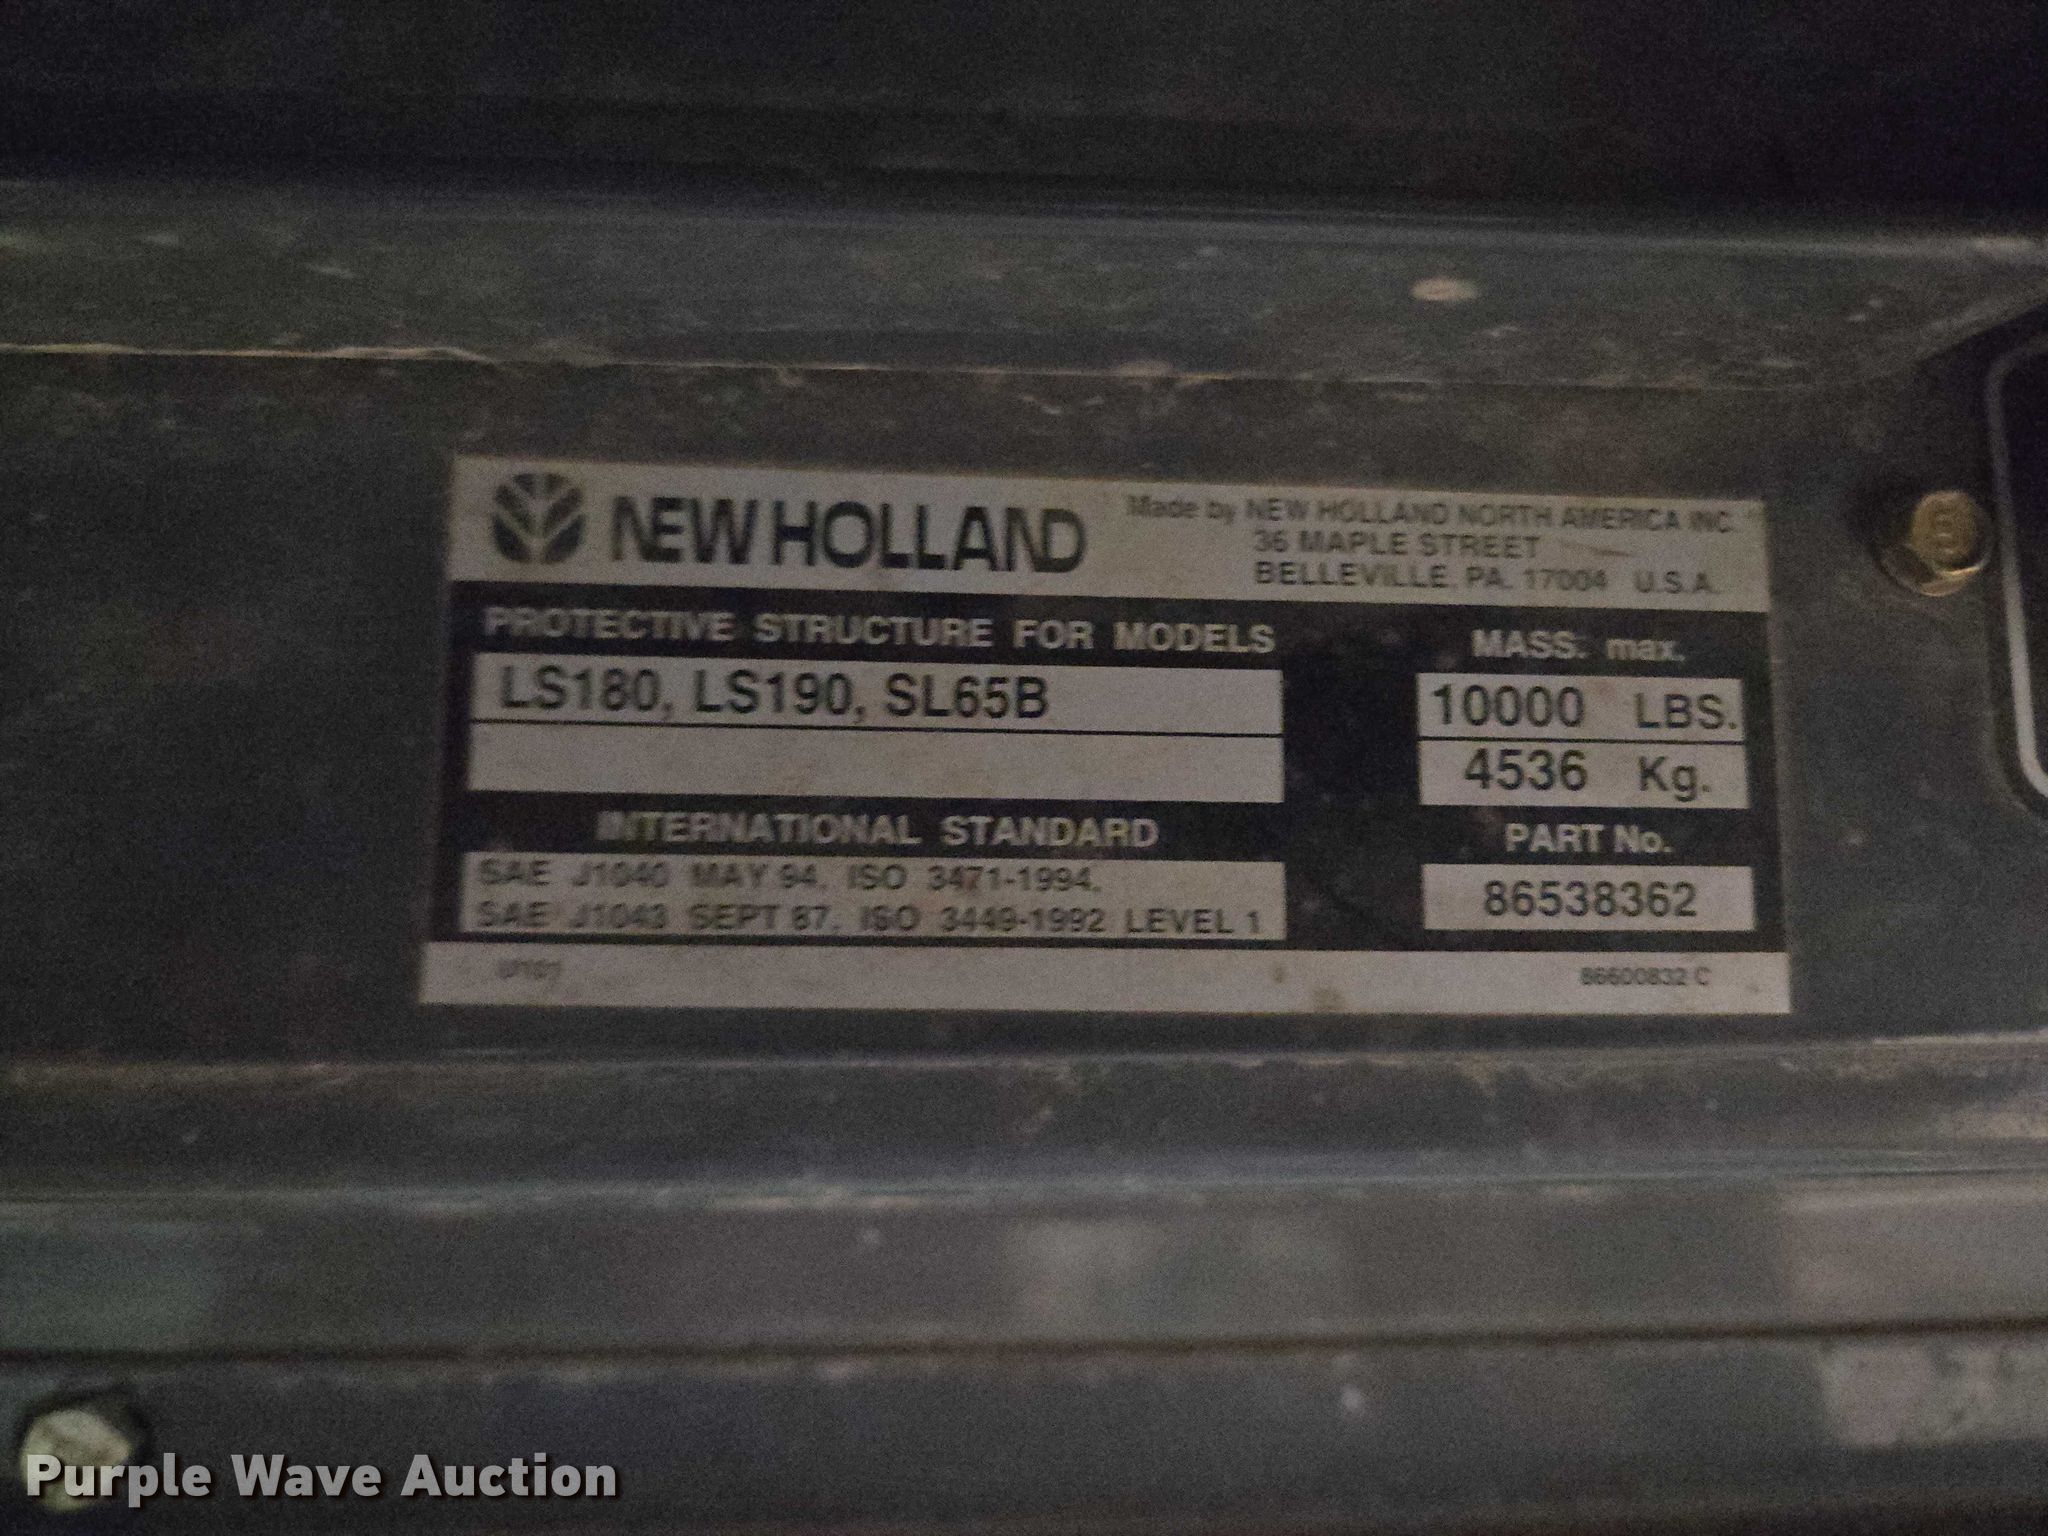 NEW HOLLAND
Made by NEW HOLLAND NORTH AMERICA INC.
36 MAPLE STREET
BELLEVILLE, PA. 17004 U.S.A.
PROTECTIVE STRUCTURE FOR MODELS
LS180, LS190, SL65B
MASS: max.
10000 LBS.
4536 Kg.
INTERNATIONAL STANDARD
SAE J1040 MAY 94, ISO 3471-1994,
SAE J1043 SEPT 87, ISO 3449-1992 LEVEL 1
PART No.
86538362
86600832 C
Purple Wave Auction